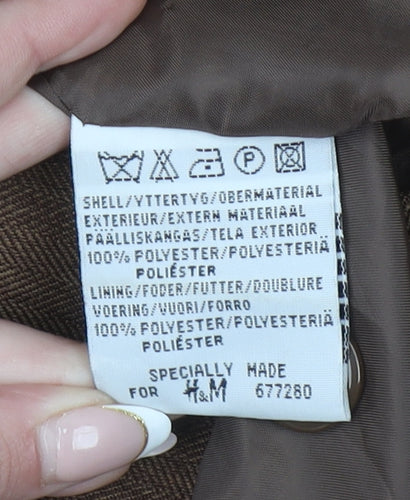 P
SHELL/YTTERTYG/OBERMATERIAL
EXTERIEUR/EXTERN MATERIAAL
PÄÄLLISKANGAS/TELA EXTERIOR
100% POLYESTER/POLYESTERIÄ
POLIÉSTER
LINING/FODER/FUTTER/DOUBLURE
VOERING/VUORI/FORRO
100% POLYESTER/POLYESTERIÄ
POLIÉSTER
SPECIALLY MADE
FOR H&M 677280